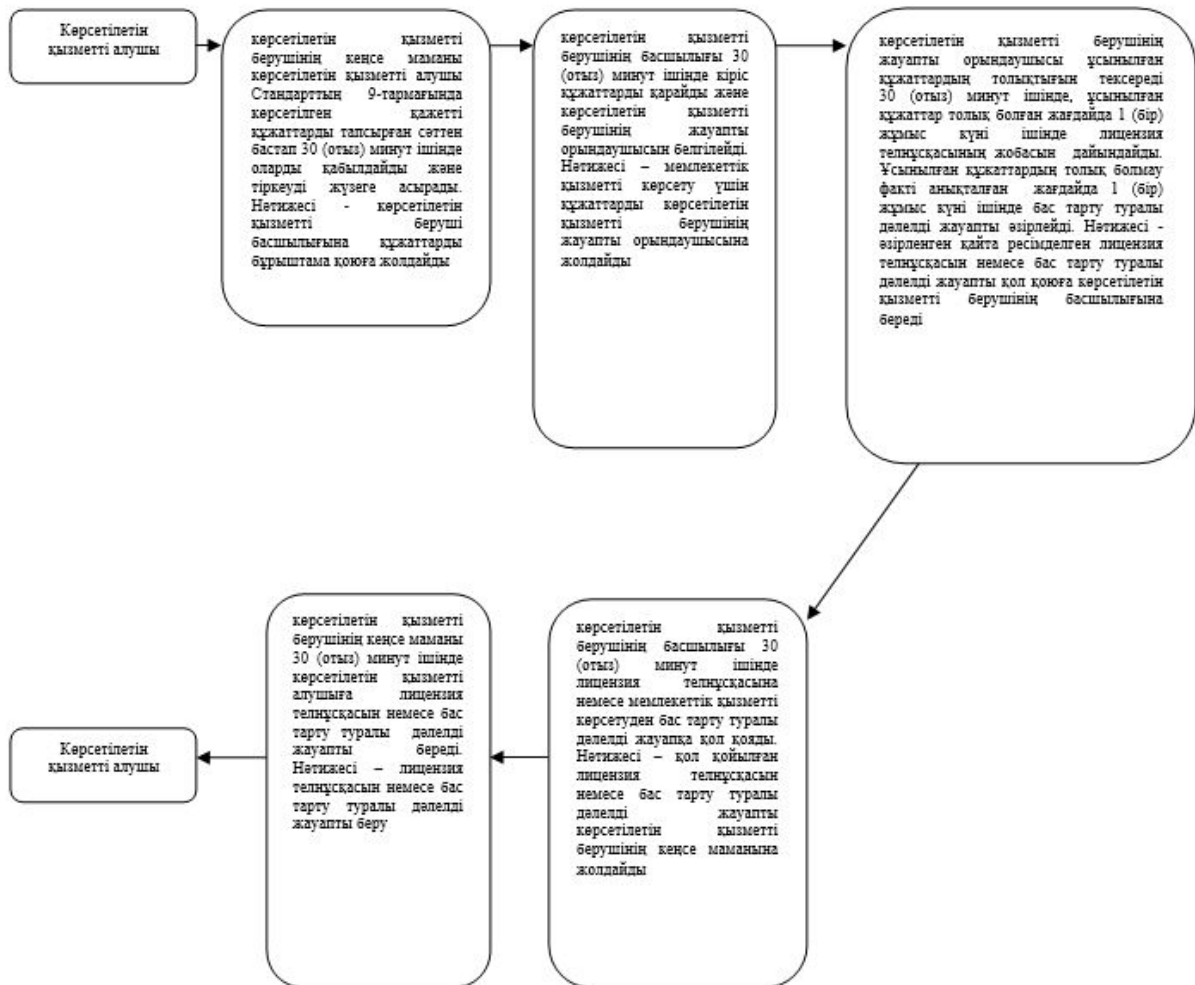 Көрсетілетін
қызметті алушы
көрсетілетін қызметті
берушінің кеңсе маманы
көрсетілетін қызметті алушы
Стандарттың 9-тармағында
көрсетілген қажетті
құжаттарды тапсырған сәттен
бастап 30 (отыз) минут ішінде
оларды қабылдайды және
тіркеуді жүзеге асырады.
Нәтижесі - көрсетілетін
қызметті беруші
басшылығына құжаттарды
бұрыштама қоюға жолдайды
көрсетілетін қызметті
берушінің басшылығы 30
(отыз) минут ішінде кіріс
құжаттарды қарайды және
көрсетілетін қызметті
берушінің жауапты
орындаушысын белгілейді.
Нәтижесі – мемлекеттік
қызметті көрсету үшін
құжаттарды көрсетілетін
қызметті берушінің
жауапты орындаушысына
жолдайды
көрсетілетін қызметті берушінің
жауапты орындаушысы ұсынылған
құжаттардың толықтығын тексереді
30 (отыз) минут ішінде, ұсынылған
құжаттар толық болған жағдайда 1 (бір)
жұмыс күні ішінде лицензия
телнұсқасының жобасын дайындайды.
Ұсынылған құжаттардың толық болмау
факті анықталған жағдайда 1 (бір)
жұмыс күні ішінде бас тарту туралы
дәлелді жауапты әзірлейді. Нәтижесі -
әзірленген қайта ресімделген лицензия
телнұсқасын немесе бас тарту туралы
дәлелді жауапты қол қоюға көрсетілетін
қызметті берушінің басшылығына
береді
көрсетілетін қызметті
берушінің басшылығы 30
(отыз) минут ішінде
лицензия телнұсқасына
немесе мемлекеттік қызметті
көрсетуден бас тарту туралы
дәлелді жауапқа қол қояды.
Нәтижесі – қол қойылған
лицензия телнұсқасын
немесе бас тарту туралы
дәлелді жауапты
көрсетілетін қызметті
берушінің кеңсе маманына
жолдайды
көрсетілетін қызметті
берушінің кеңсе маманы
30 (отыз) минут ішінде
көрсетілетін қызметті
алушыға лицензия
телнұсқасын немесе бас
тарту туралы дәлелді
жауапты береді.
Нәтижесі – лицензия
телнұсқасын немесе бас
тарту туралы дәлелді
жауапты беру
Көрсетілетін
қызметті алушы